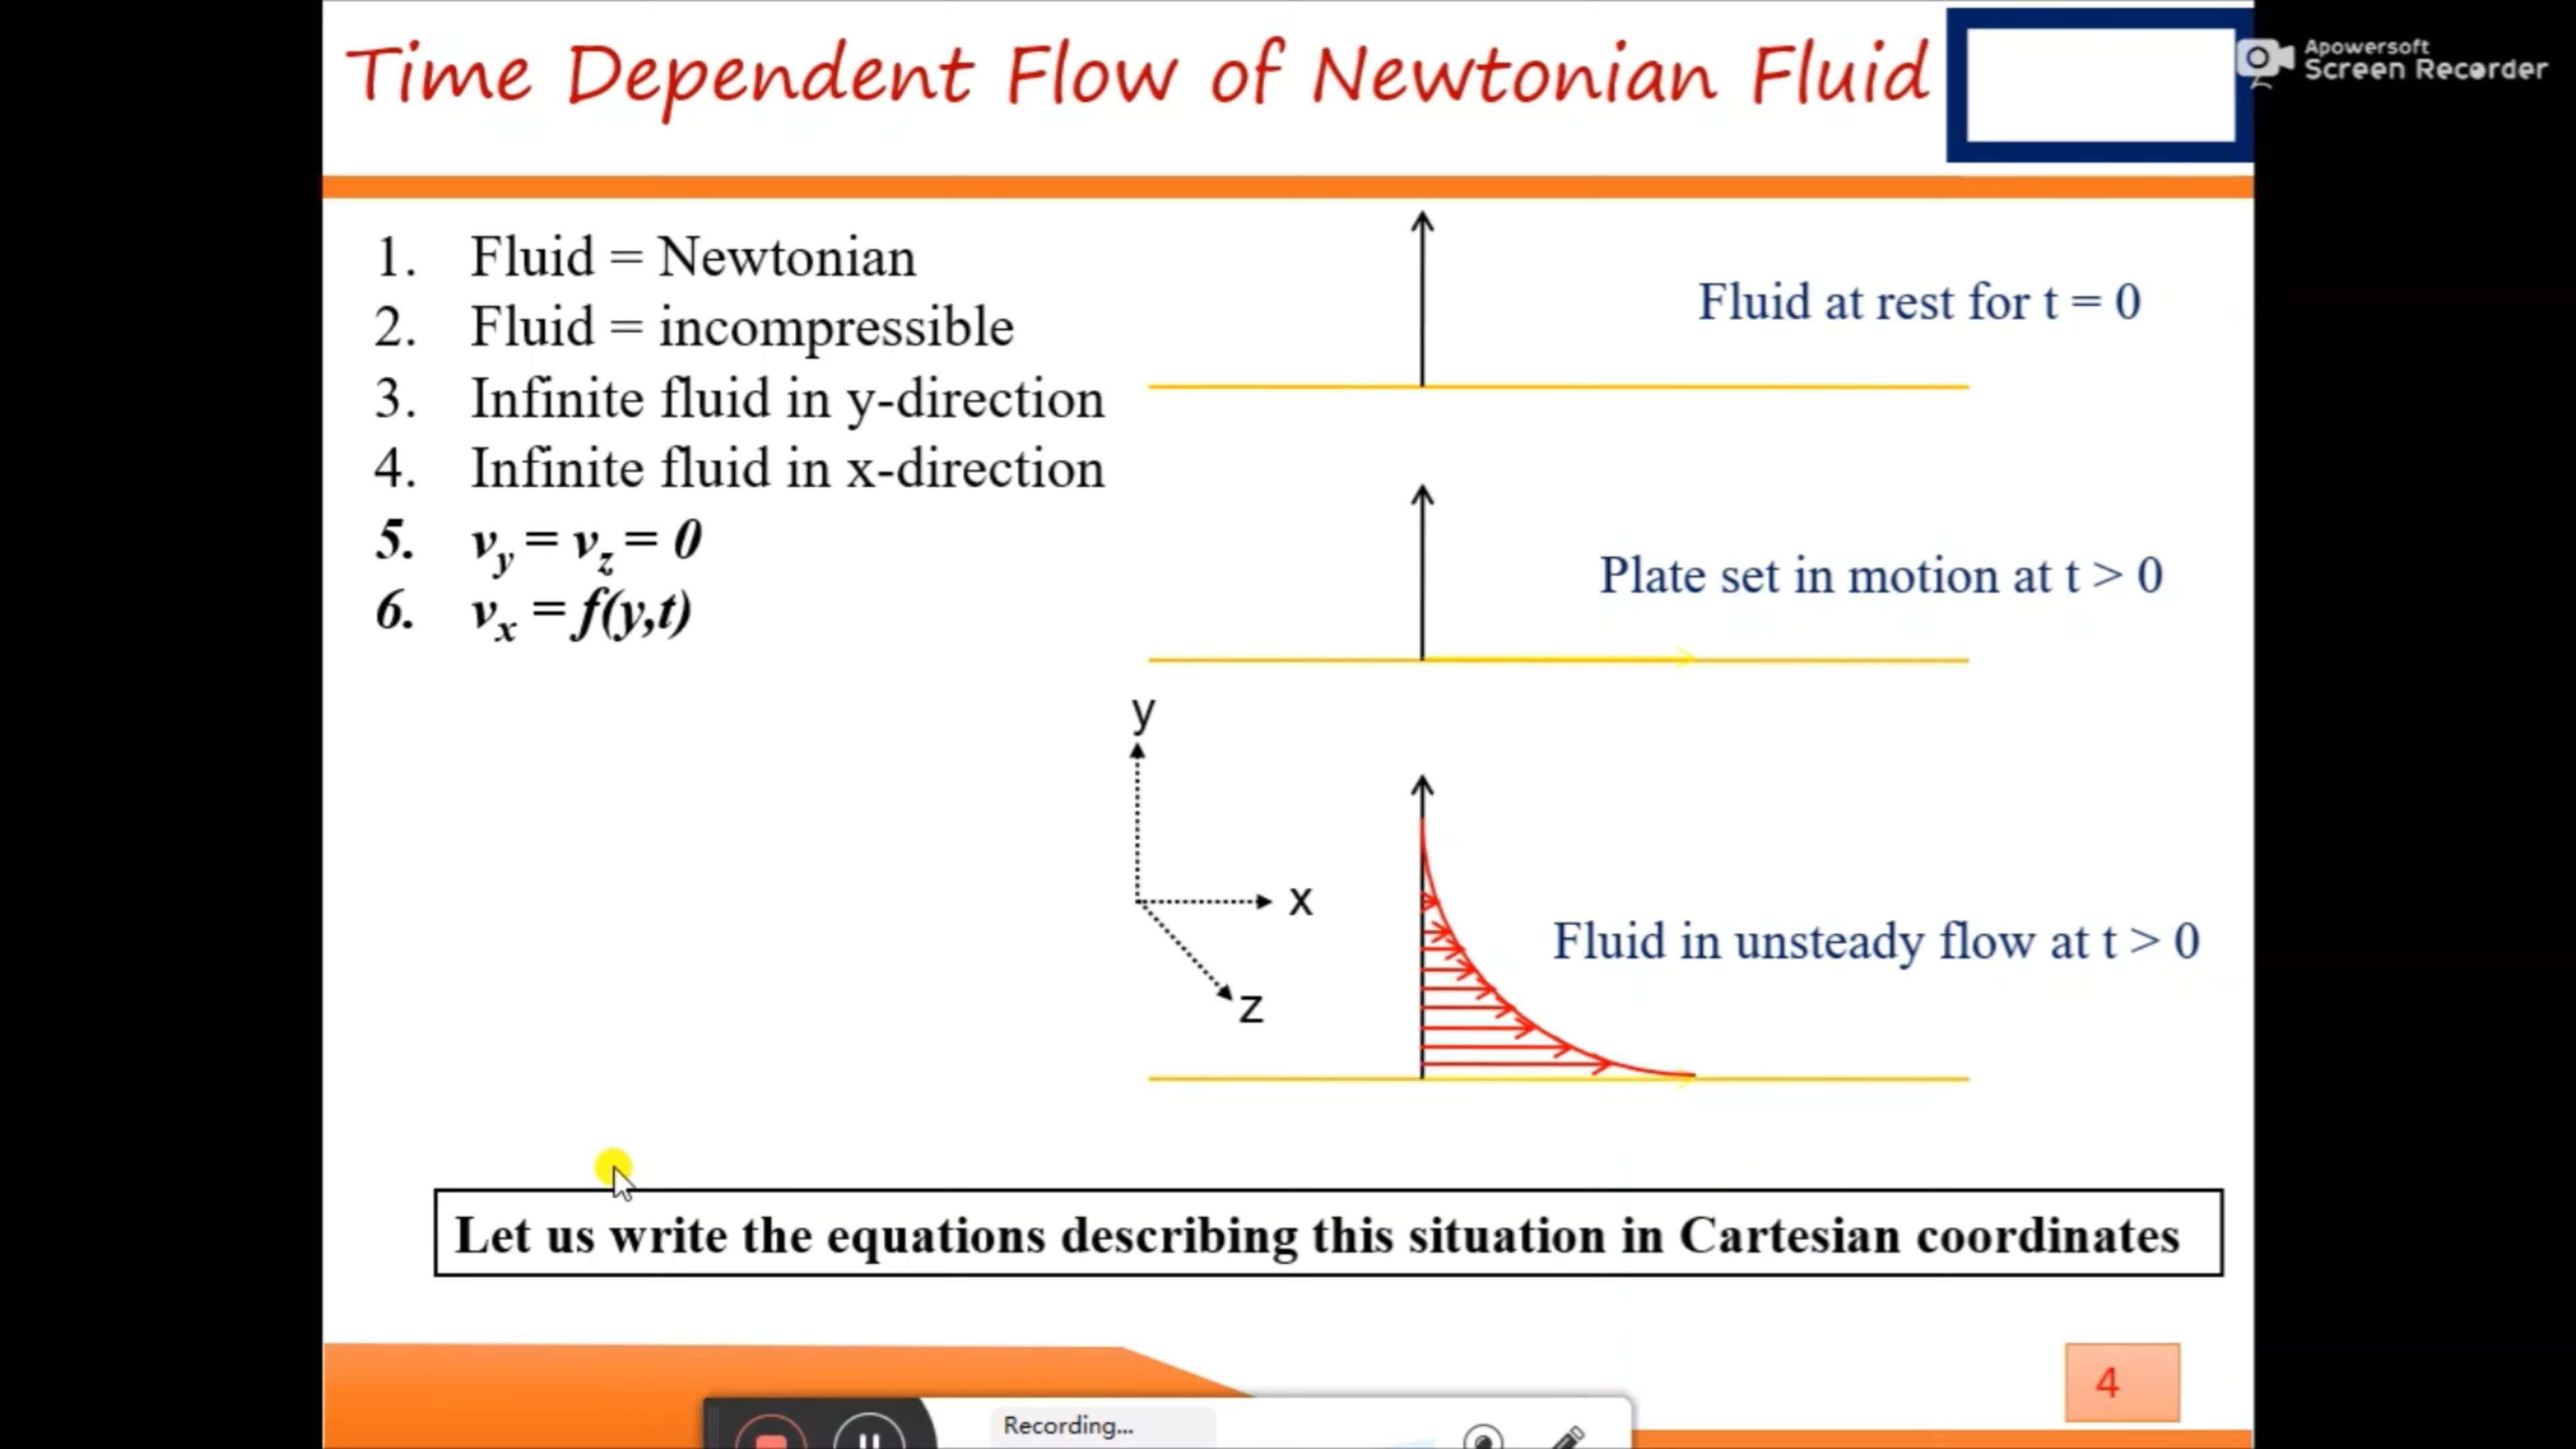 Time Dependent Flow of Newtonian Fluid
Apowersoft
Screen Recorder
1. Fluid = Newtonian
2. Fluid = incompressible
3. Infinite fluid in y-direction
4. Infinite fluid in x-direction
5. v_y = v_z = 0
6. v_x = f(y,t)
Fluid at rest for t = 0
Plate set in motion at t > 0
y
x
z
Fluid in unsteady flow at t > 0
Let us write the equations describing this situation in Cartesian coordinates
4
Recording...